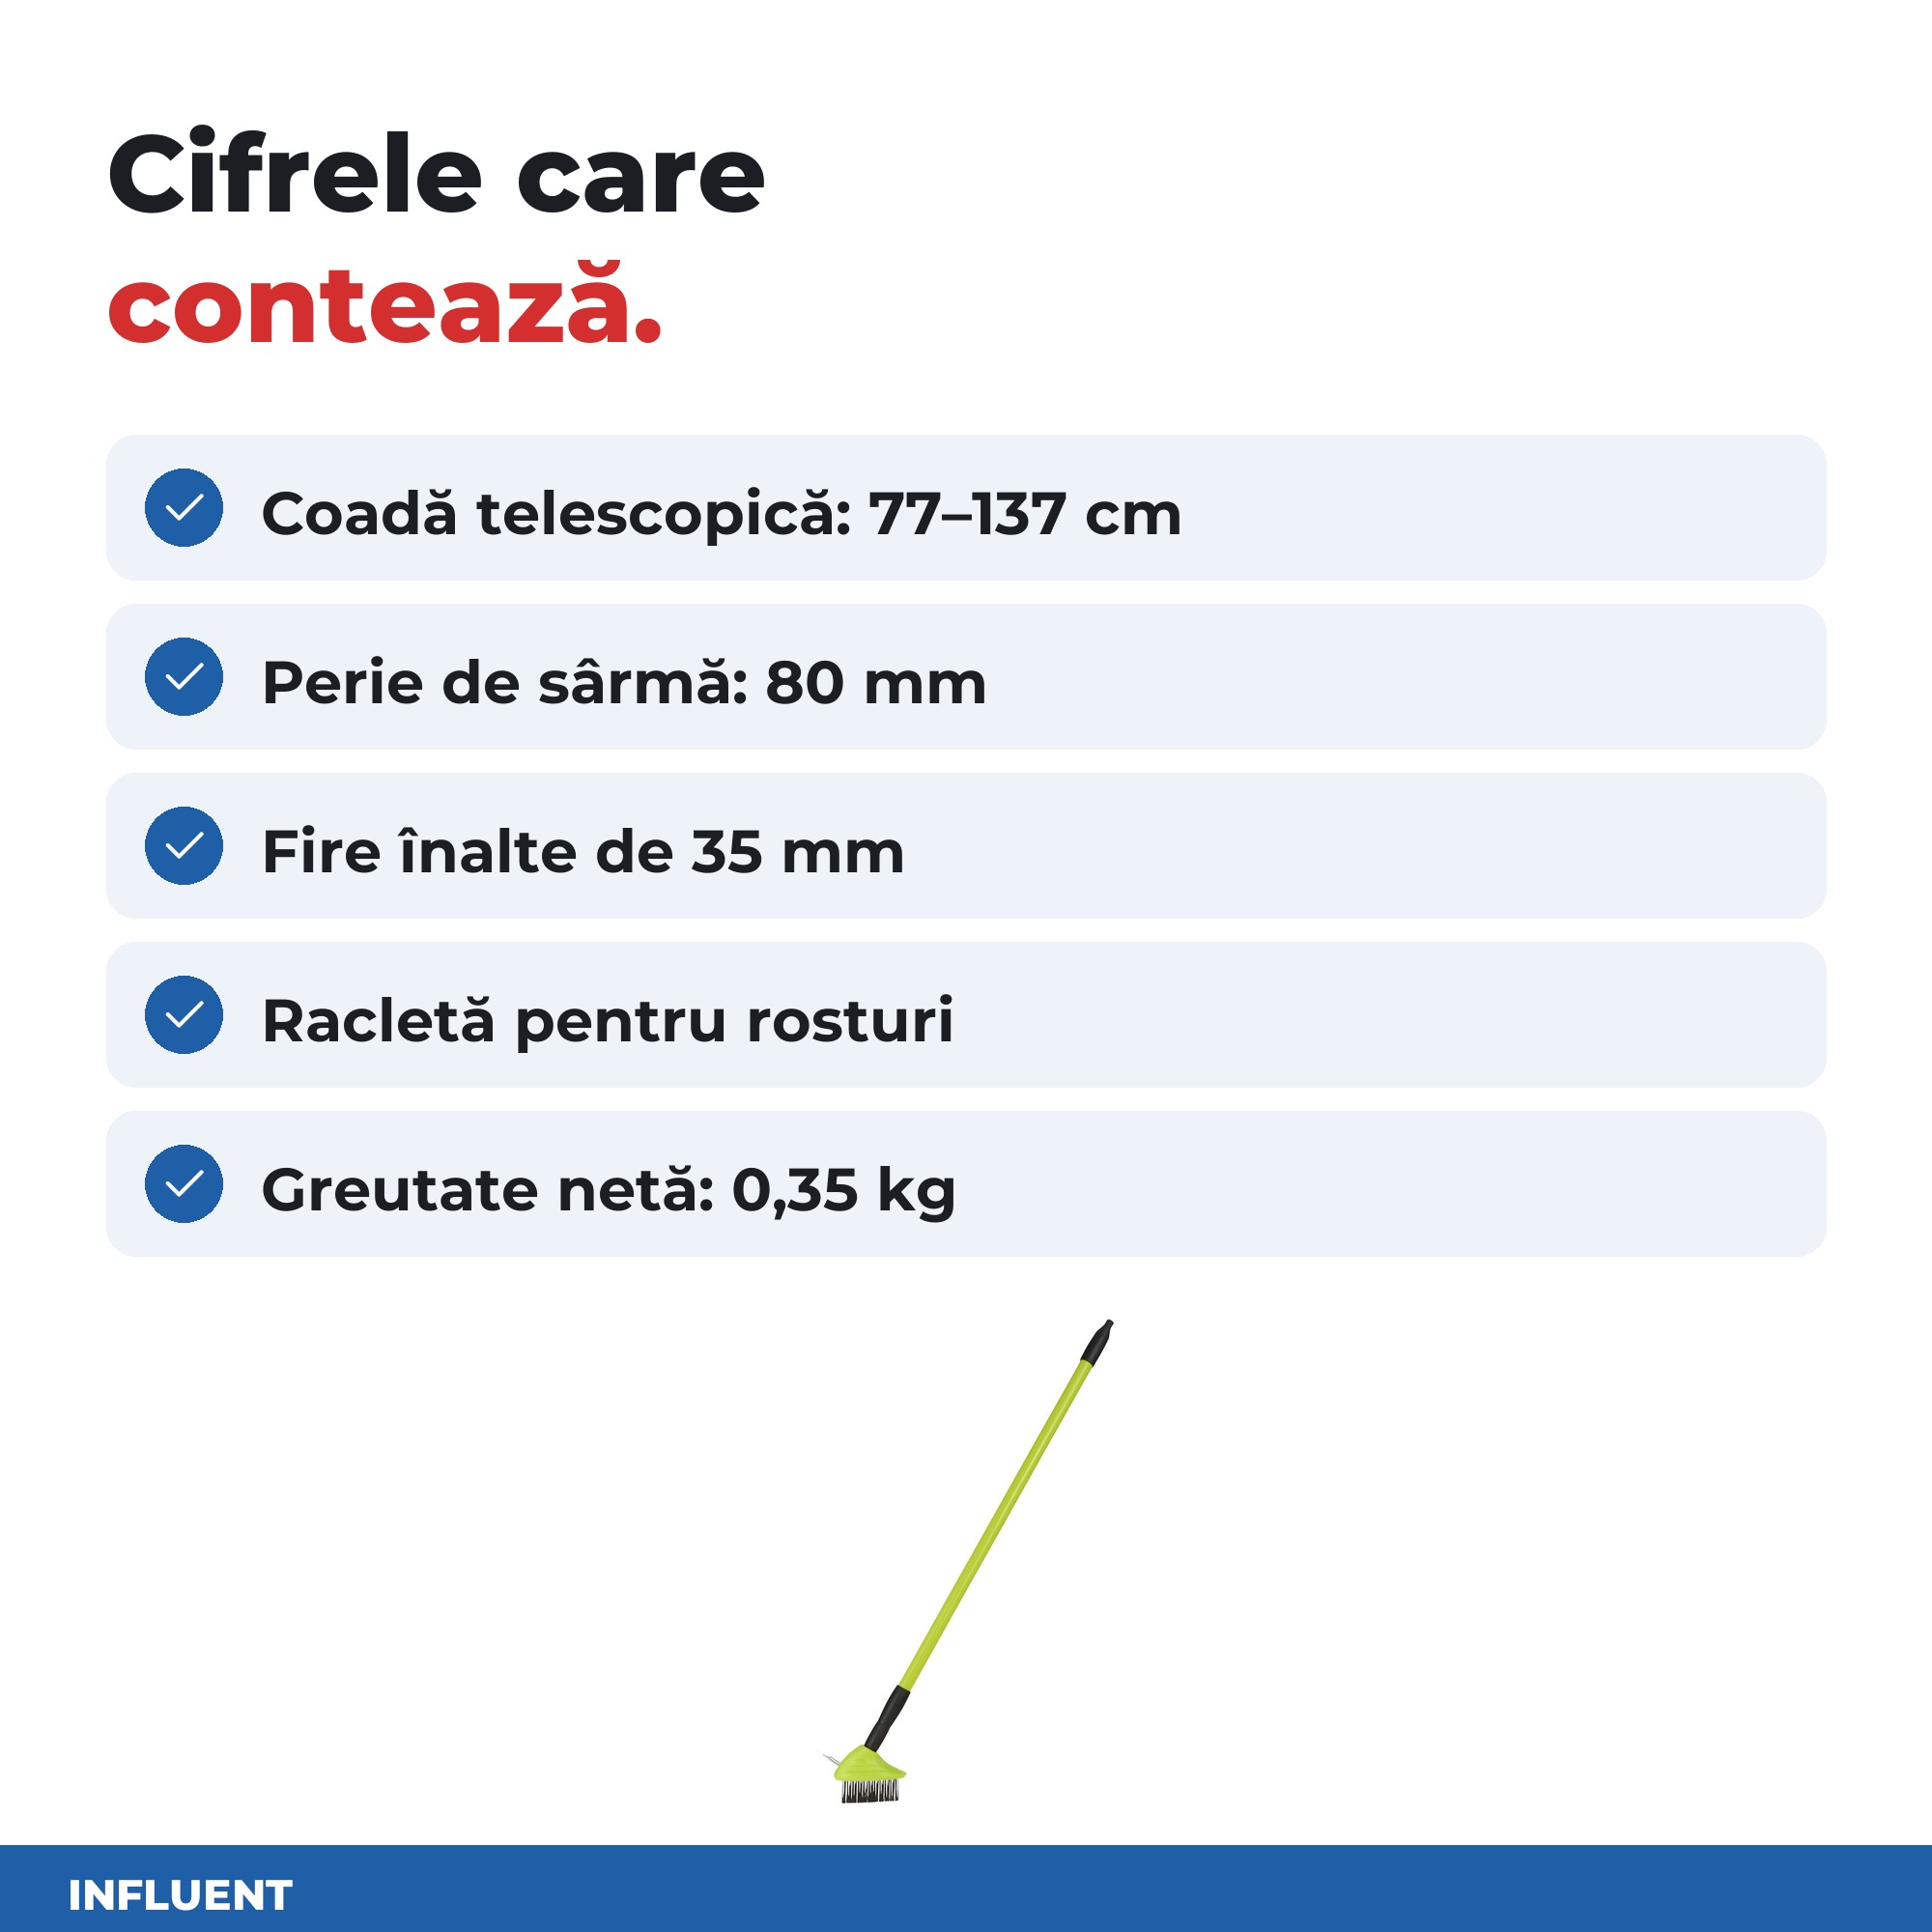 Cifrele care
contează.
Coadă telescopică: 77–137 cm
Perie de sârmă: 80 mm
Fire înalte de 35 mm
Racletă pentru rosturi
Greutate netă: 0,35 kg
INFLUENT